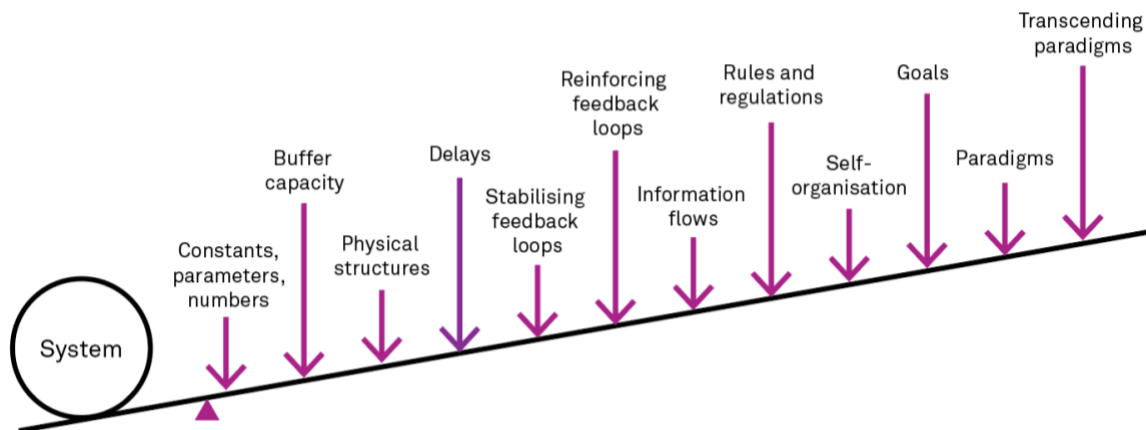 System
Constants,
parameters,
numbers
Buffer
capacity
Physical
structures
Delays
Stabilising
feedback
loops
Reinforcing
feedback
loops
Information
flows
Rules and
regulations
Self-
organisation
Goals
Paradigms
Transcending
paradigms